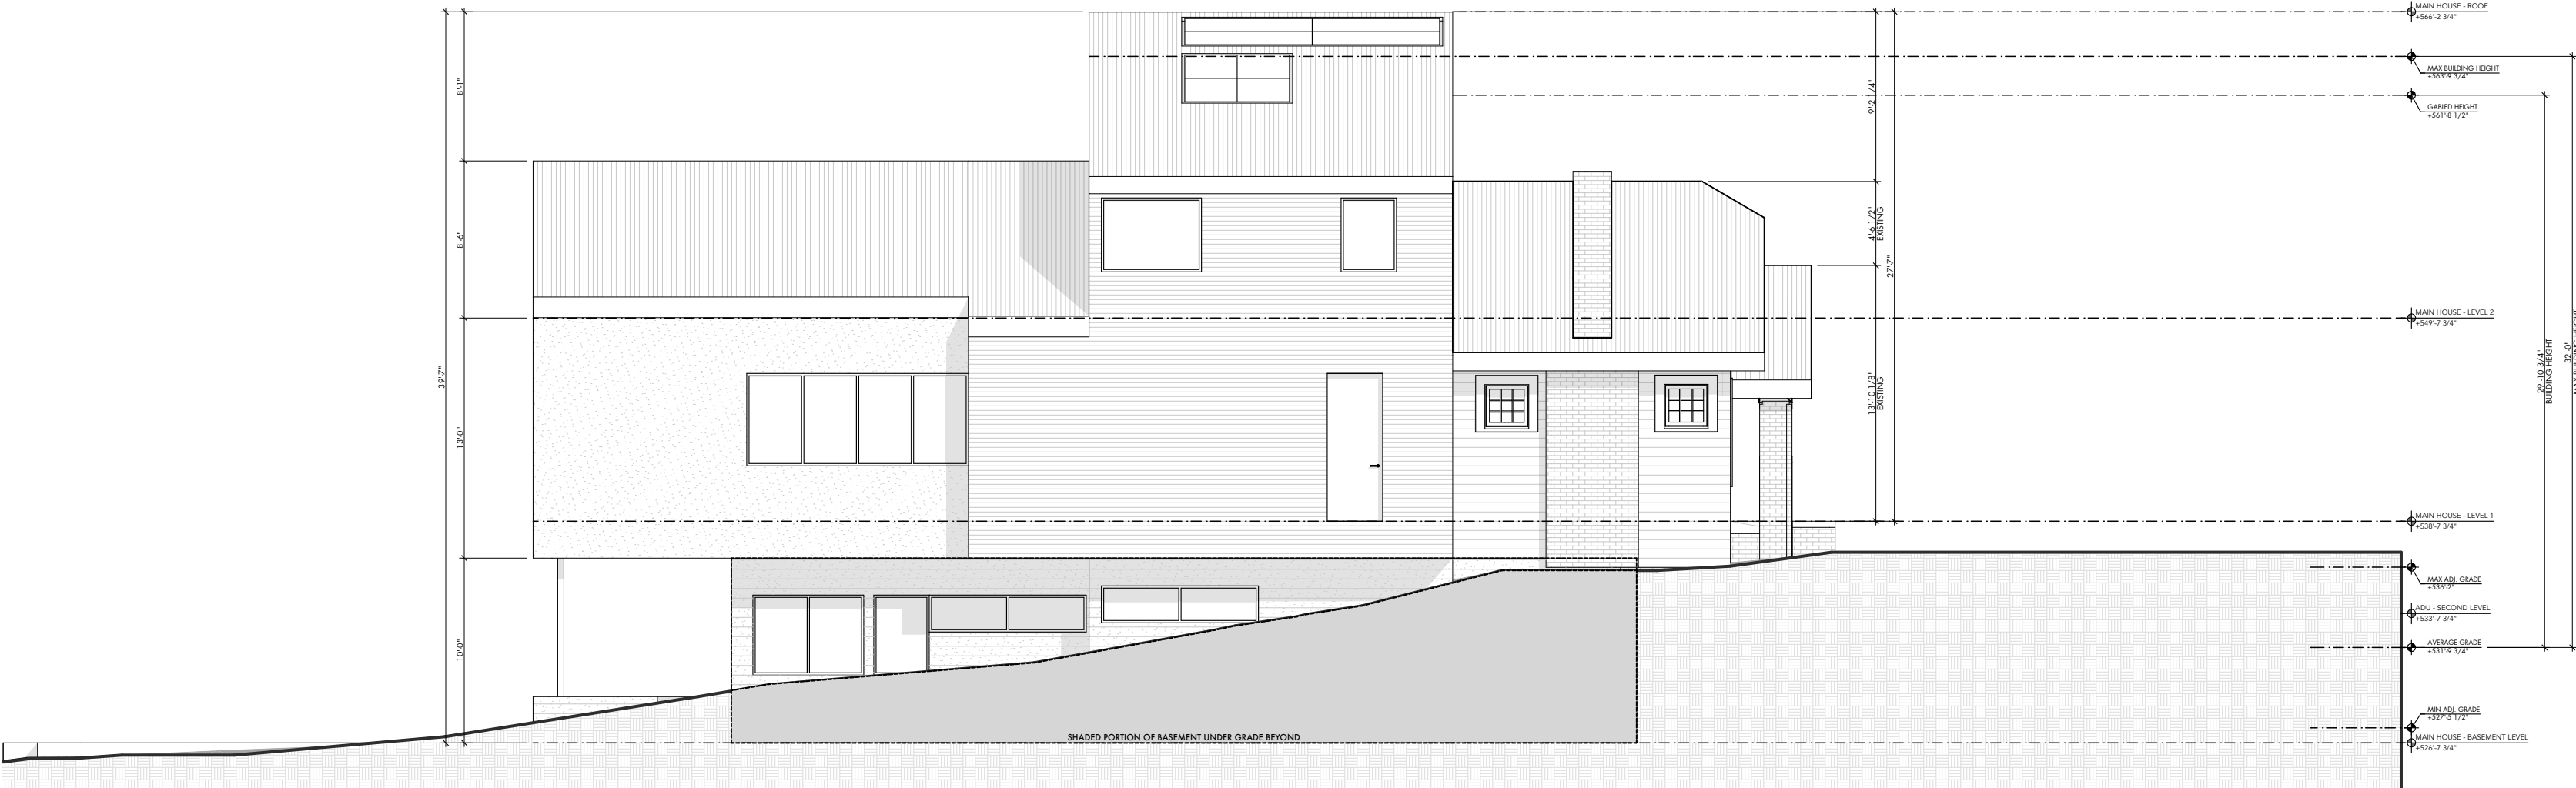 MAIN HOUSE - ROOF
+566'-2 3/4"
MAX BUILDING HEIGHT
+563'-9 3/4"
GABLED HEIGHT
+561'-8 1/2"
MAIN HOUSE - LEVEL 2
+549'-7 3/4"
MAIN HOUSE - LEVEL 1
+538'-7 3/4"
MAX ADJ. GRADE
+536'-2"
ADU - SECOND LEVEL
+533'-7 3/4"
AVERAGE GRADE
+531'-9 3/4"
MIN ADJ. GRADE
+527'-5 1/2"
MAIN HOUSE - BASEMENT LEVEL
+526'-7 3/4"
39'-7"
8'-1"
8'-6"
13'-0"
10'-0"
9'-2 1/4"
4'-6 1/2"
EXISTING
13'-10 1/8"
EXISTING
27'-7"
29'-10 3/4"
BUILDING HEIGHT
32'-0"
SHADED PORTION OF BASEMENT UNDER GRADE BEYOND